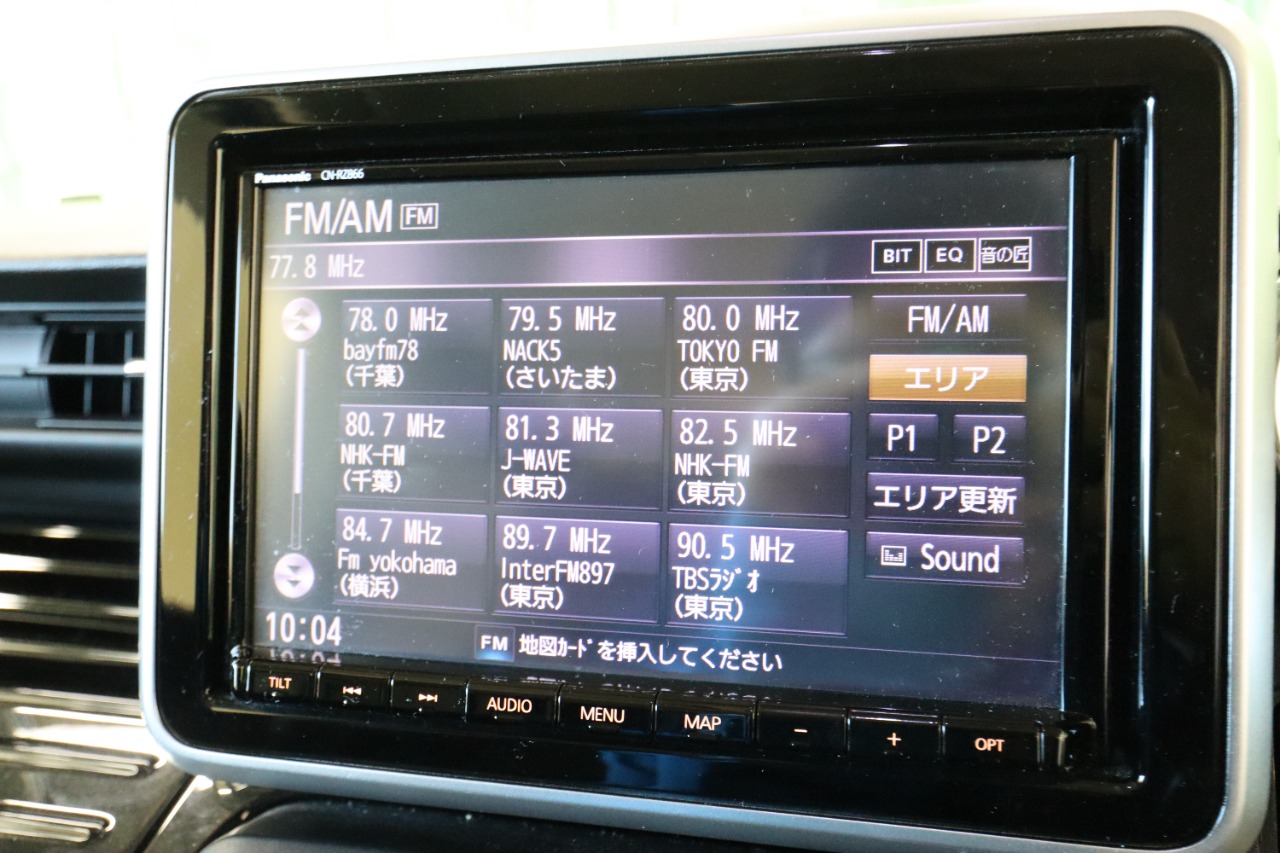 Panasonic CN-RZ866
FM/AM FM
77.8 MHz
BIT EQ 音の匠
78.0 MHz
bayfm78
(千葉)
79.5 MHz
NACK5
(さいたま)
80.0 MHz
TOKYO FM
(東京)
FM/AM
エリア
80.7 MHz
NHK-FM
(千葉)
81.3 MHz
J-WAVE
(東京)
82.5 MHz
NHK-FM
(東京)
P1 P2
エリア更新
84.7 MHz
Fm yokohama
(横浜)
89.7 MHz
InterFM897
(東京)
90.5 MHz
TBSラジオ
(東京)
Sound
10:04
FM 地図カードを挿入してください
TILT AUDIO MENU MAP - + OPT